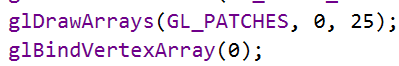 glDrawArrays(GL_PATCHES, 0, 25);
glBindVertexArray(0);